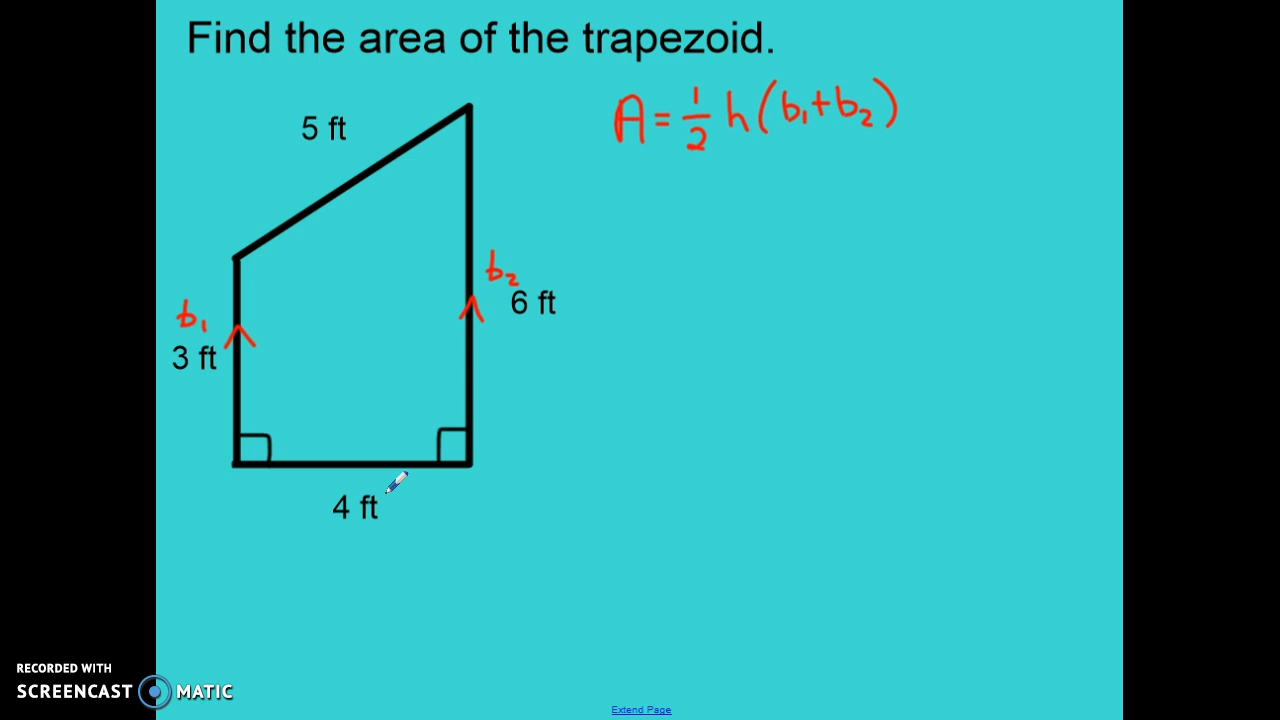 Find the area of the trapezoid.
A = 1/2 h(b₁+b₂)
5 ft
b₂
6 ft
b₁
3 ft
4 ft
RECORDED WITH
SCREENCAST MATIC
Extend Page